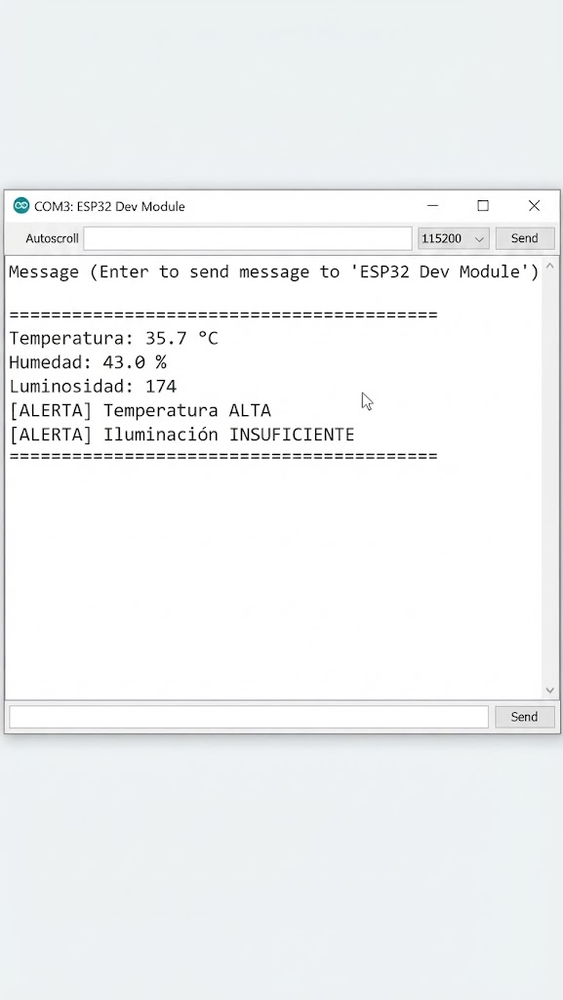 COM3: ESP32 Dev Module
Autoscroll
115200
Send
Message (Enter to send message to 'ESP32 Dev Module')
=========================================
Temperatura: 35.7 °C
Humedad: 43.0 %
Luminosidad: 174
[ALERTA] Temperatura ALTA
[ALERTA] Iluminación INSUFICIENTE
=========================================
Send